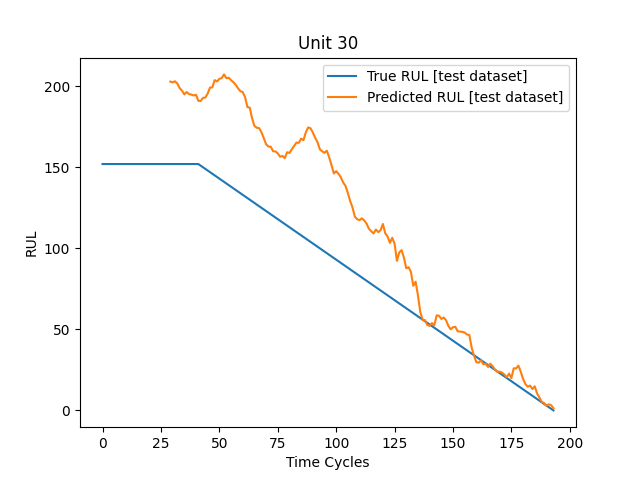 Unit 30
True RUL [test dataset]
Predicted RUL [test dataset]
RUL
200
150
100
50
0
0 25 50 75 100 125 150 175 200
Time Cycles